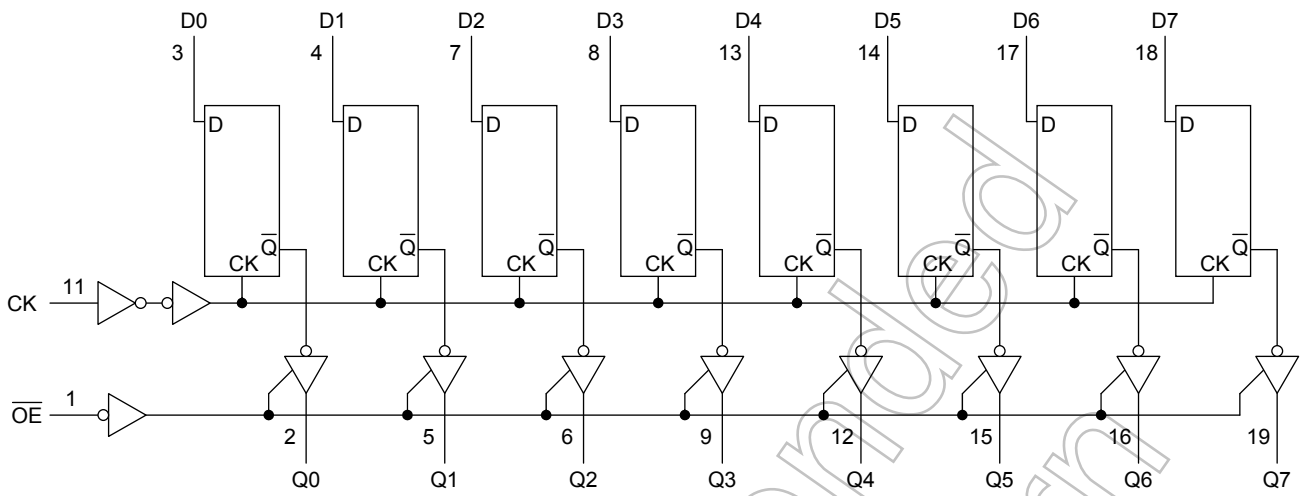 D0 D1 D2 D3 D4 D5 D6 D7
3 4 7 8 13 14 17 18
D D D D D D D D
Q̅ Q̅ Q̅ Q̅ Q̅ Q̅ Q̅ Q̅
CK CK CK CK CK CK CK CK
CK 11
O̅E̅ 1
2 5 6 9 12 15 16 19
Q0 Q1 Q2 Q3 Q4 Q5 Q6 Q7